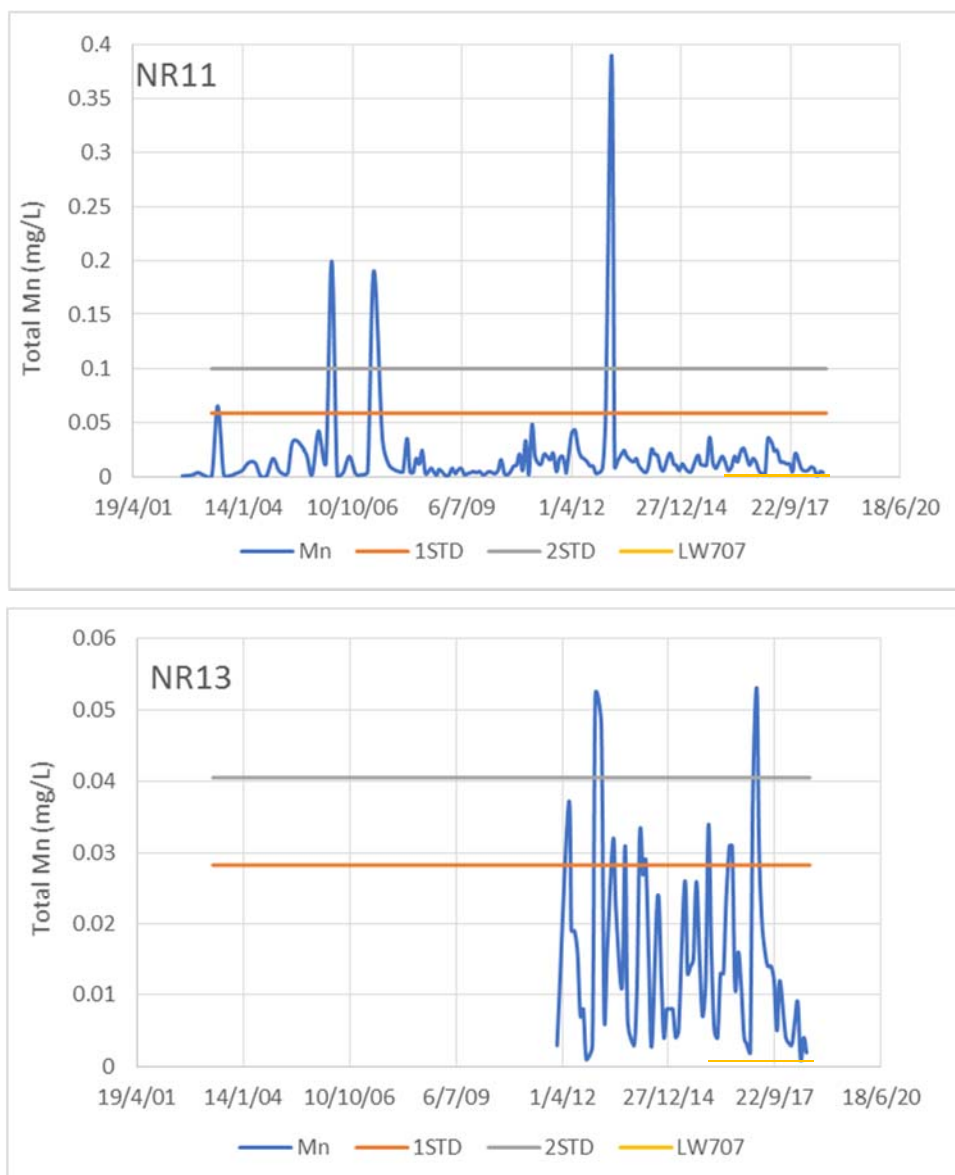 NR11
Total Mn (mg/L)
0.4
0.35
0.3
0.25
0.2
0.15
0.1
0.05
0
19/4/01 14/1/04 10/10/06 6/7/09 1/4/12 27/12/14 22/9/17 18/6/20
Mn 1STD 2STD LW707
NR13
Total Mn (mg/L)
0.06
0.05
0.04
0.03
0.02
0.01
0
19/4/01 14/1/04 10/10/06 6/7/09 1/4/12 27/12/14 22/9/17 18/6/20
Mn 1STD 2STD LW707